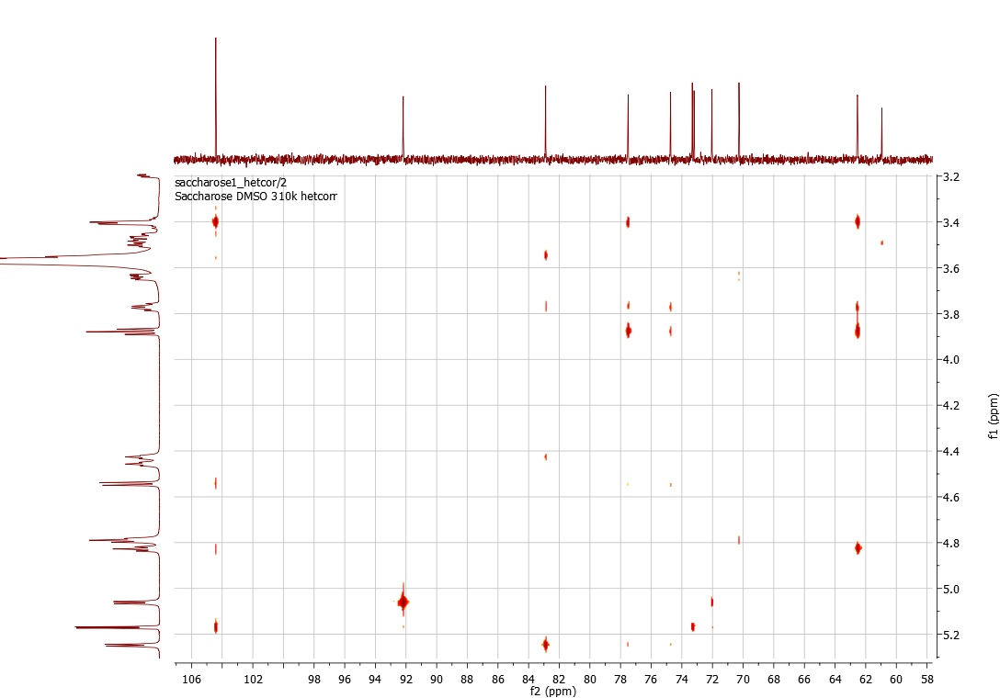 saccharose1_hetcor/2
Saccharose DMSO 310k hetcorr
3.2
3.4
3.6
3.8
4.0
4.2
4.4
4.6
4.8
5.0
5.2
f1 (ppm)
106 102 98 96 94 92 90 88 86 84 82 80 78 76 74 72 70 68 66 64 62 60 58
f2 (ppm)